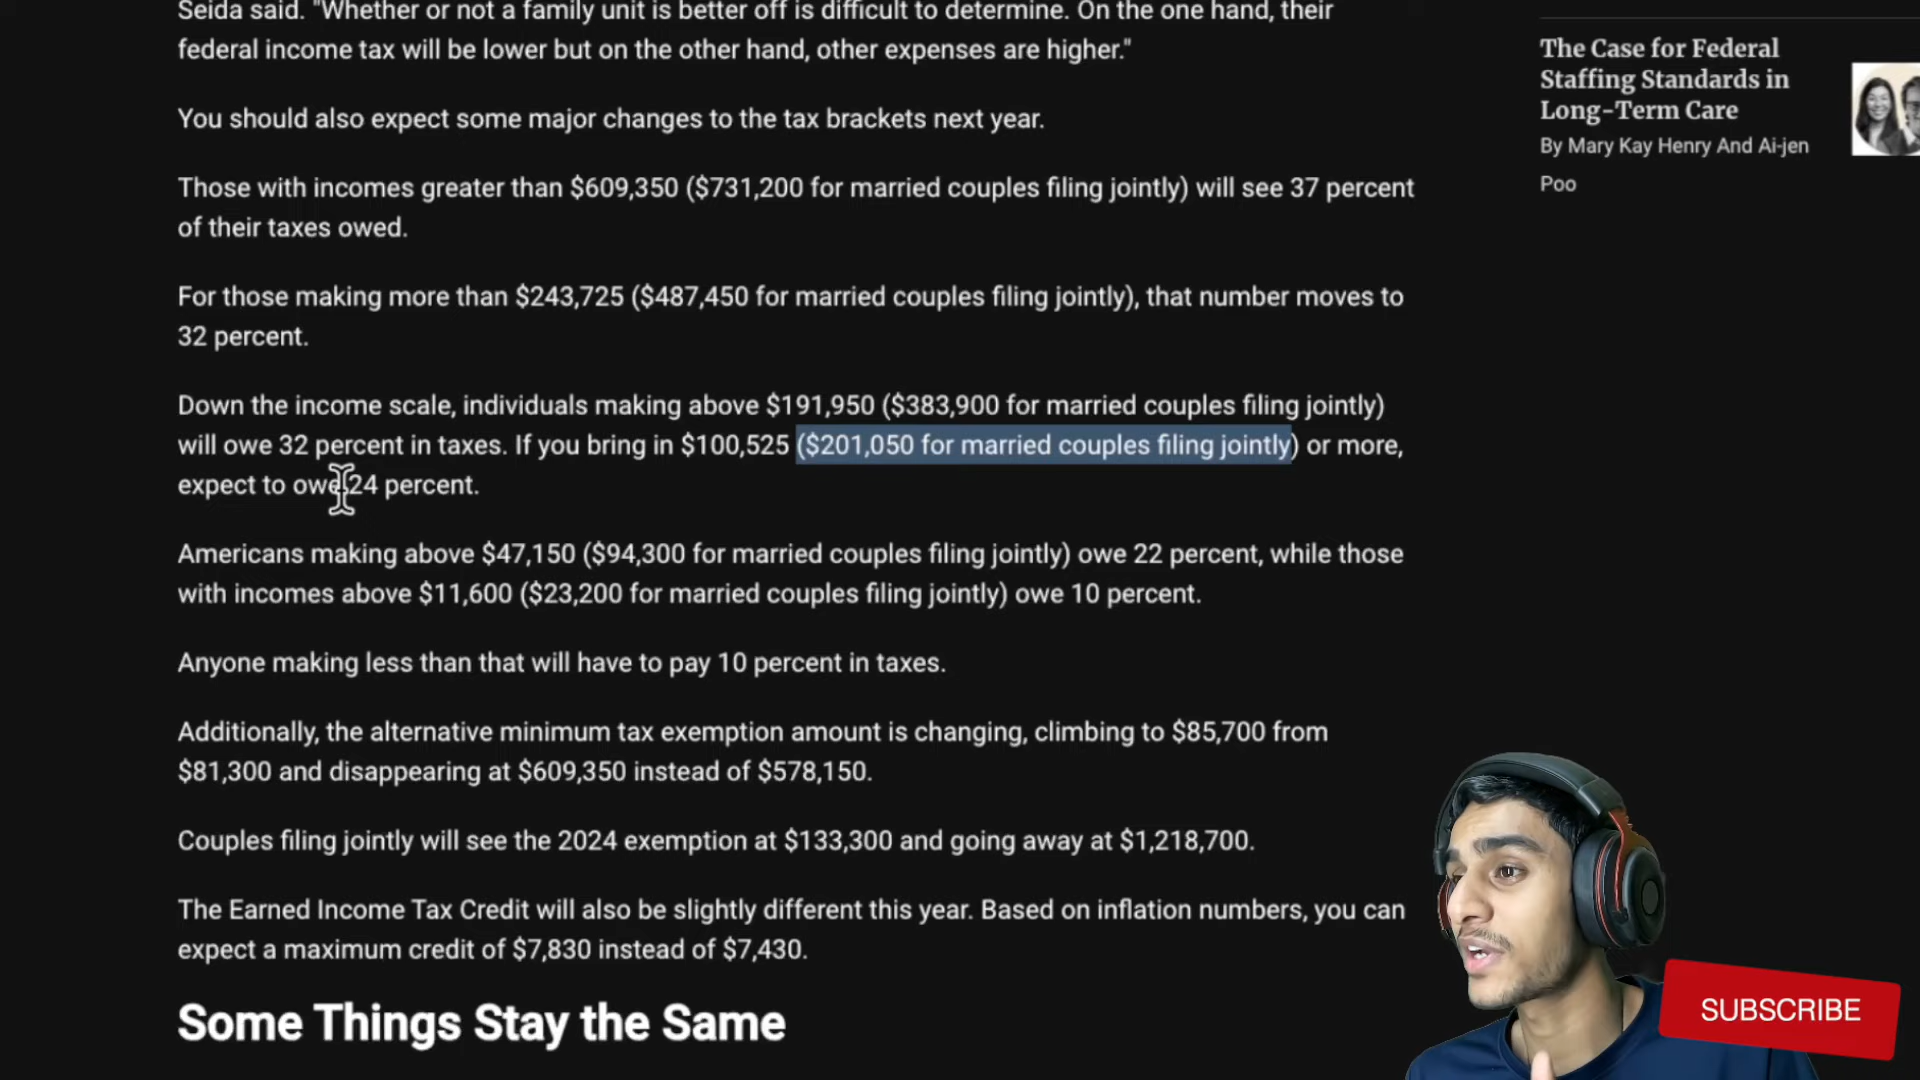 Seida said. "Whether or not a family unit is better off is difficult to determine. On the one hand, their
federal income tax will be lower but on the other hand, other expenses are higher."
You should also expect some major changes to the tax brackets next year.
Those with incomes greater than $609,350 ($731,200 for married couples filing jointly) will see 37 percent
of their taxes owed.
For those making more than $243,725 ($487,450 for married couples filing jointly), that number moves to
32 percent.
Down the income scale, individuals making above $191,950 ($383,900 for married couples filing jointly)
will owe 32 percent in taxes. If you bring in $100,525 ($201,050 for married couples filing jointly) or more,
expect to owe 24 percent.
Americans making above $47,150 ($94,300 for married couples filing jointly) owe 22 percent, while those
with incomes above $11,600 ($23,200 for married couples filing jointly) owe 10 percent.
Anyone making less than that will have to pay 10 percent in taxes.
Additionally, the alternative minimum tax exemption amount is changing, climbing to $85,700 from
$81,300 and disappearing at $609,350 instead of $578,150.
Couples filing jointly will see the 2024 exemption at $133,300 and going away at $1,218,700.
The Earned Income Tax Credit will also be slightly different this year. Based on inflation numbers, you can
expect a maximum credit of $7,830 instead of $7,430.
Some Things Stay the Same
The Case for Federal
Staffing Standards in
Long-Term Care
By Mary Kay Henry And Ai-jen
Poo
SUBSCRIBE